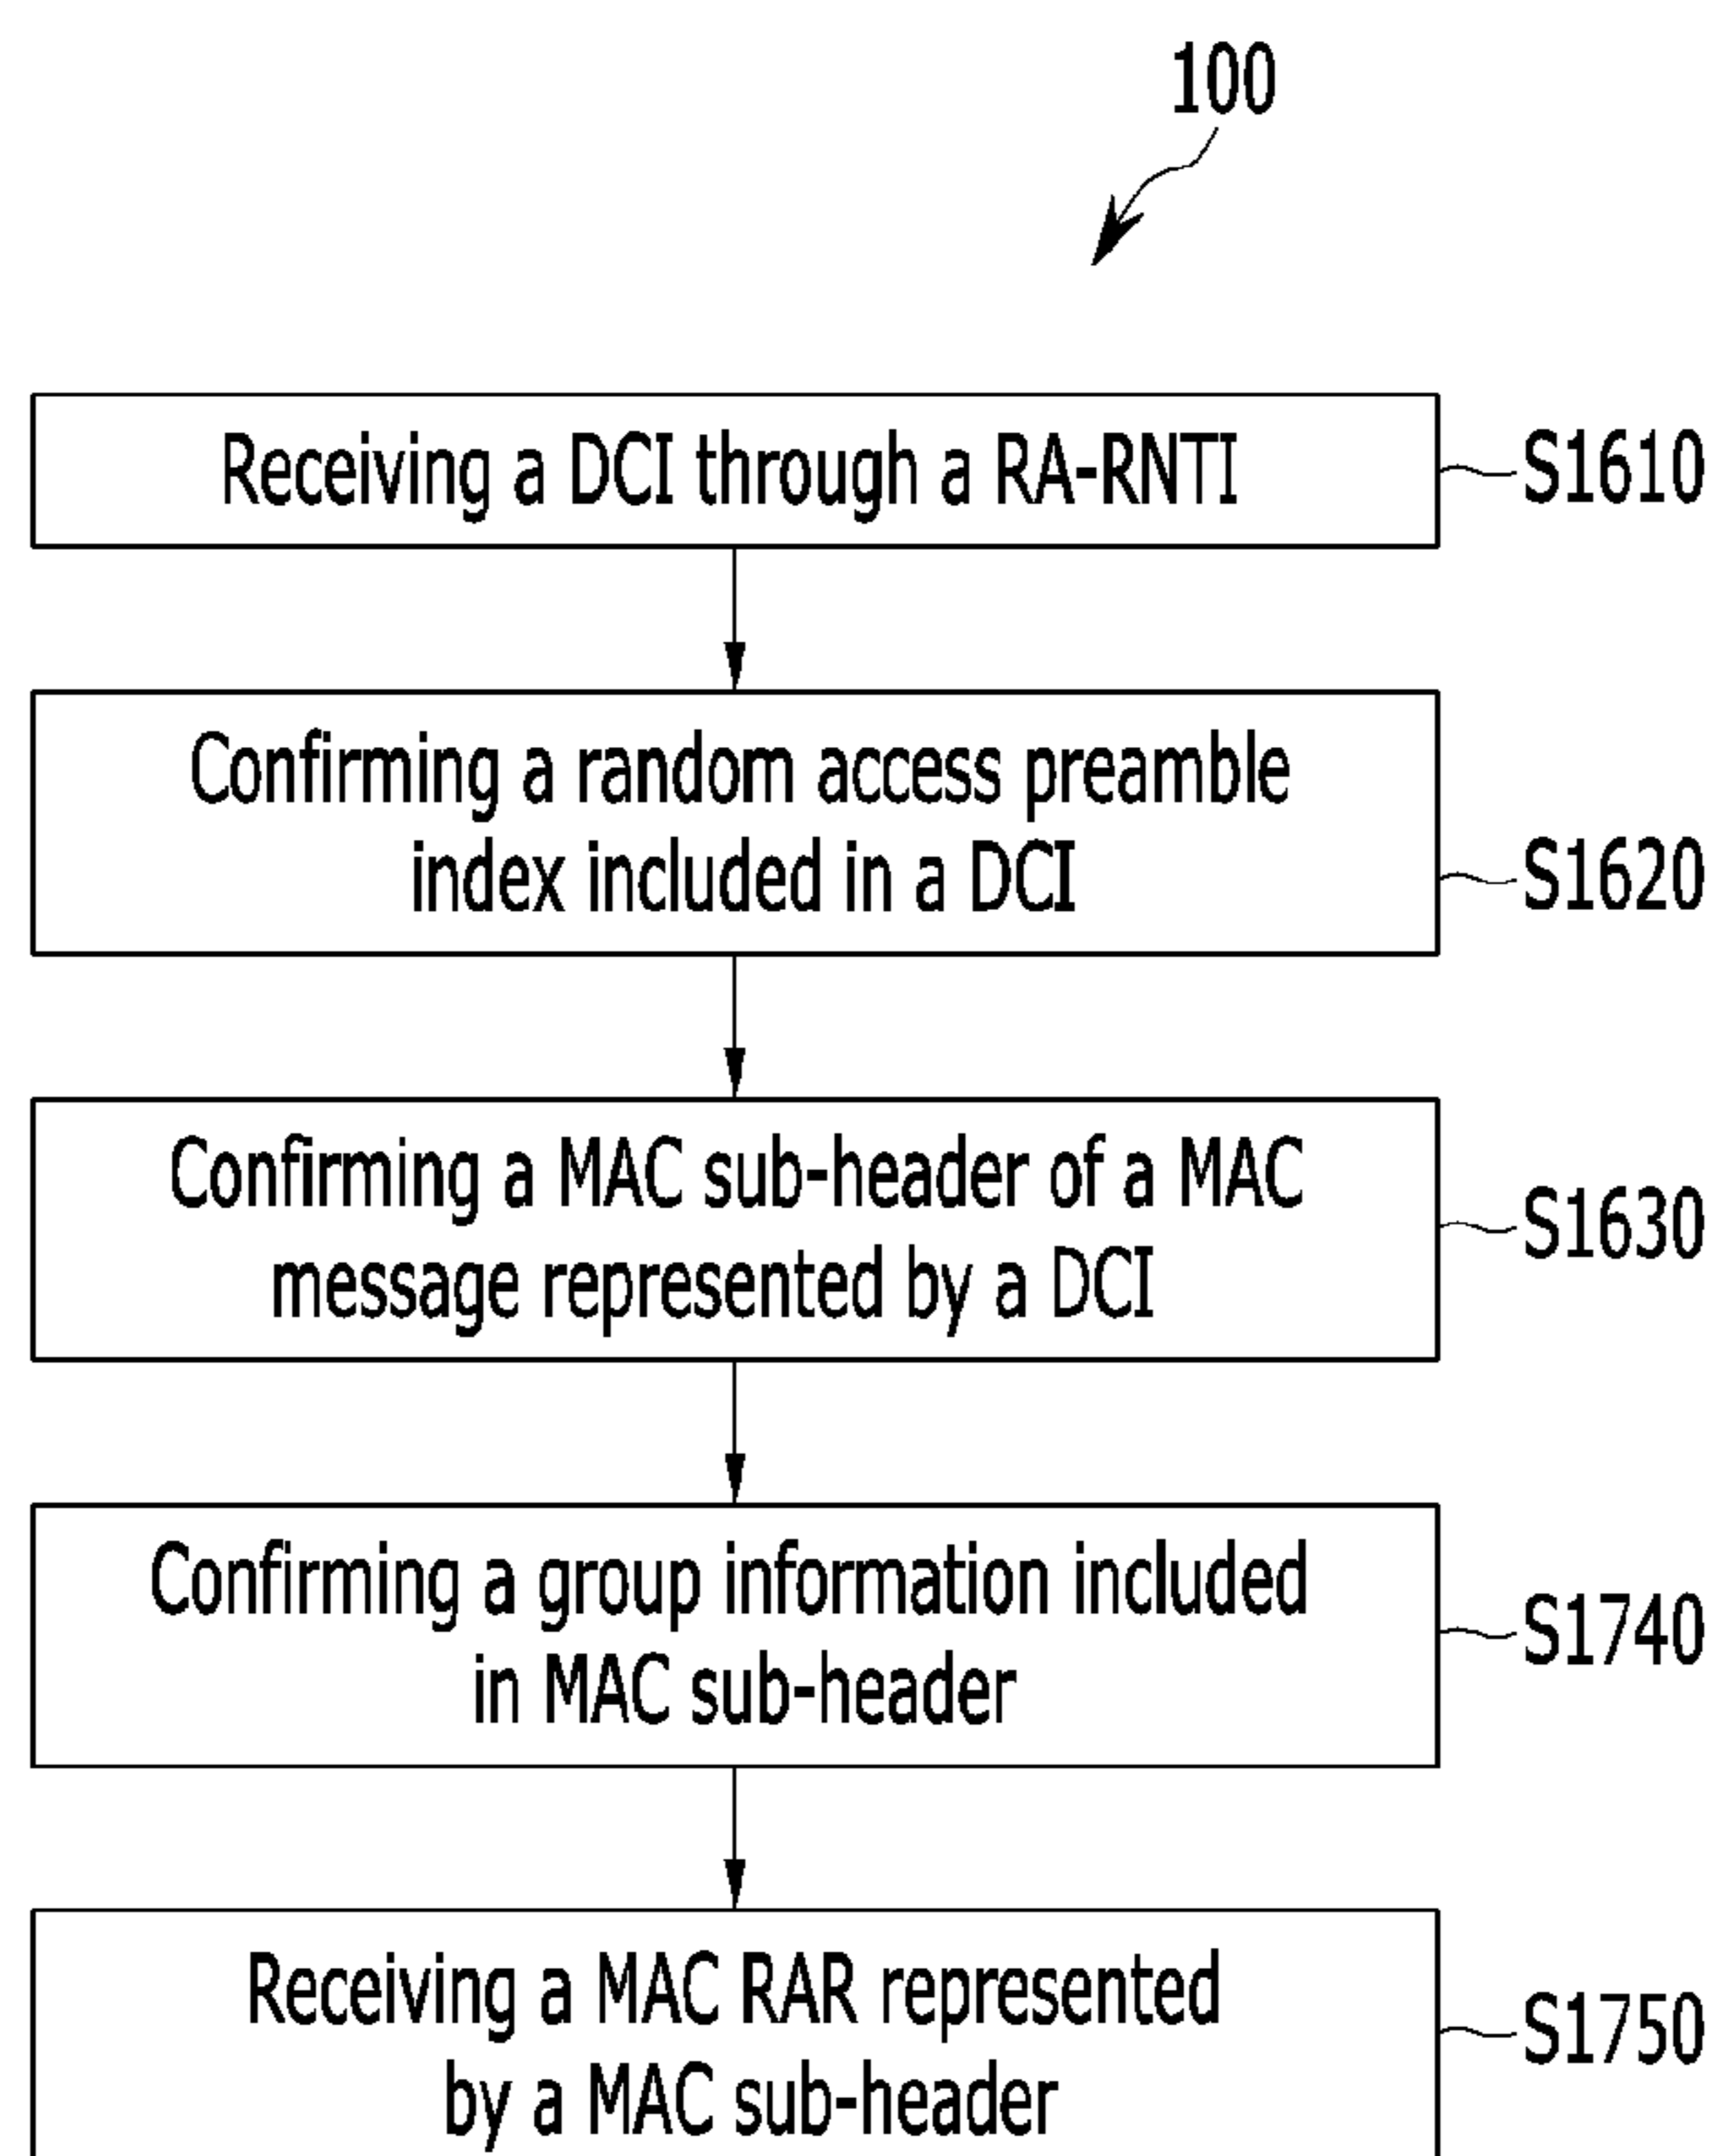 100
Receiving a DCI through a RA-RNTI
S1610
Confirming a random access preamble
index included in a DCI
S1620
Confirming a MAC sub-header of a MAC
message represented by a DCI
S1630
Confirming a group information included
in MAC sub-header
S1740
Receiving a MAC RAR represented
by a MAC sub-header
S1750